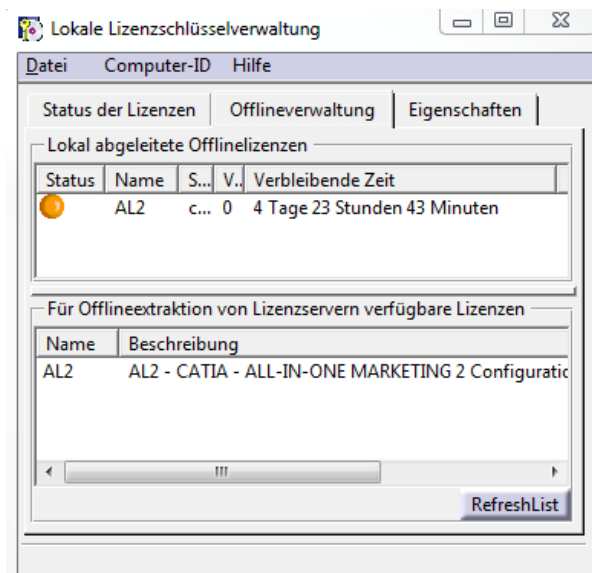 Lokale Lizenzschlüsselverwaltung
Datei Computer-ID Hilfe
Status der Lizenzen Offlineverwaltung Eigenschaften
Lokal abgeleitete Offlinelizenzen
Status Name S... V.. Verbleibende Zeit
AL2 c... 0 4 Tage 23 Stunden 43 Minuten
Für Offlineextraktion von Lizenzservern verfügbare Lizenzen
Name Beschreibung
AL2 AL2 - CATIA - ALL-IN-ONE MARKETING 2 Configuratic
RefreshList